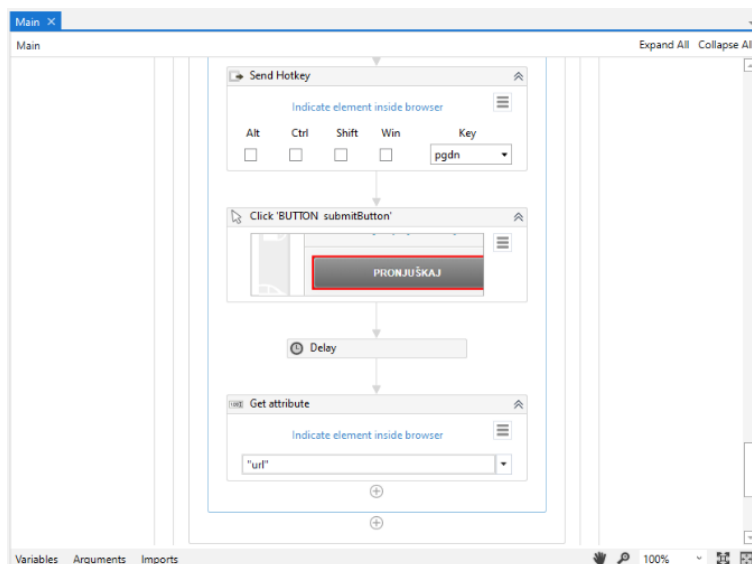 Main
Main
Expand All Collapse All
Send Hotkey
Indicate element inside browser
Alt Ctrl Shift Win Key
pgdn
Click 'BUTTON submitButton'
PRONJUŠKAJ
Delay
Get attribute
Indicate element inside browser
"url"
Variables Arguments Imports 100%